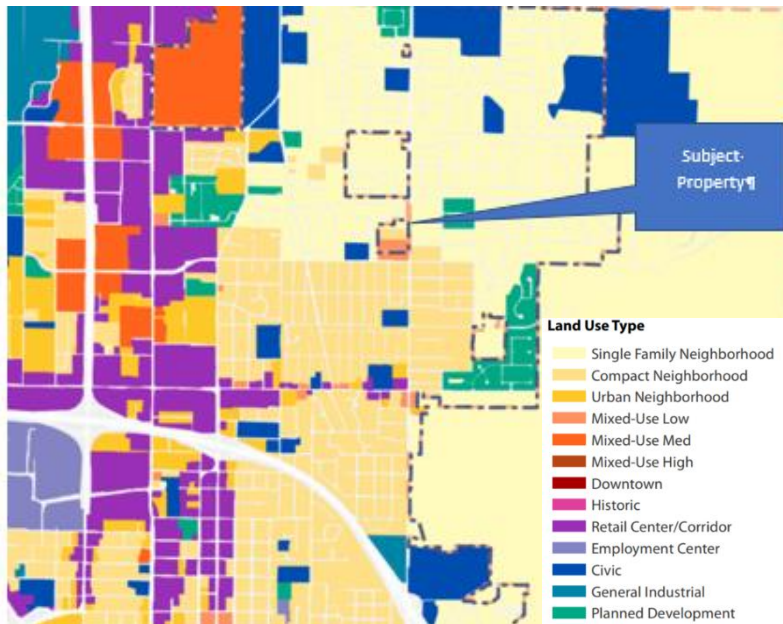 Subject·
Property¶
Land Use Type
Single Family Neighborhood
Compact Neighborhood
Urban Neighborhood
Mixed-Use Low
Mixed-Use Med
Mixed-Use High
Downtown
Historic
Retail Center/Corridor
Employment Center
Civic
General Industrial
Planned Development